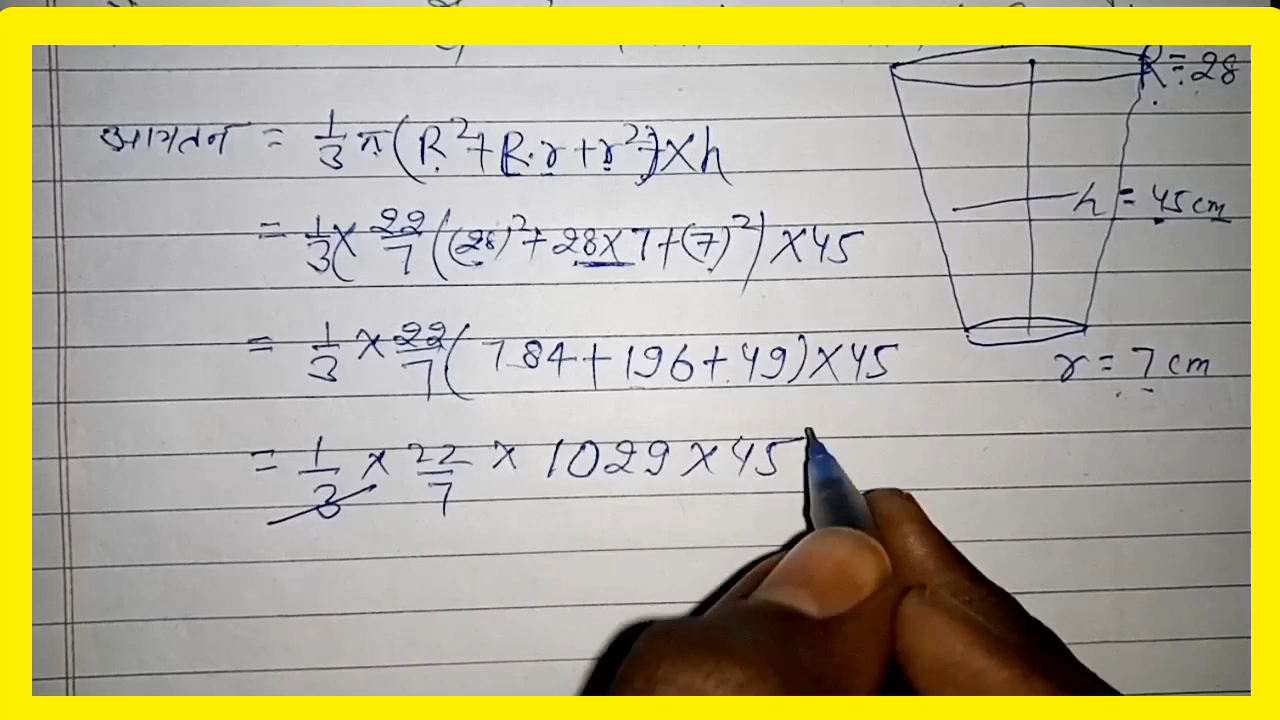 R = 28
आयतन = 1/3 π (R² + R·r + r²) × h
= 1/3 × 22/7 ((28)² + 28×7 + (7)²) × 45
h = 45 cm
= 1/3 × 22/7 (784 + 196 + 49) × 45
r = 7 cm
= 1/3 × 22/7 × 1029 × 45